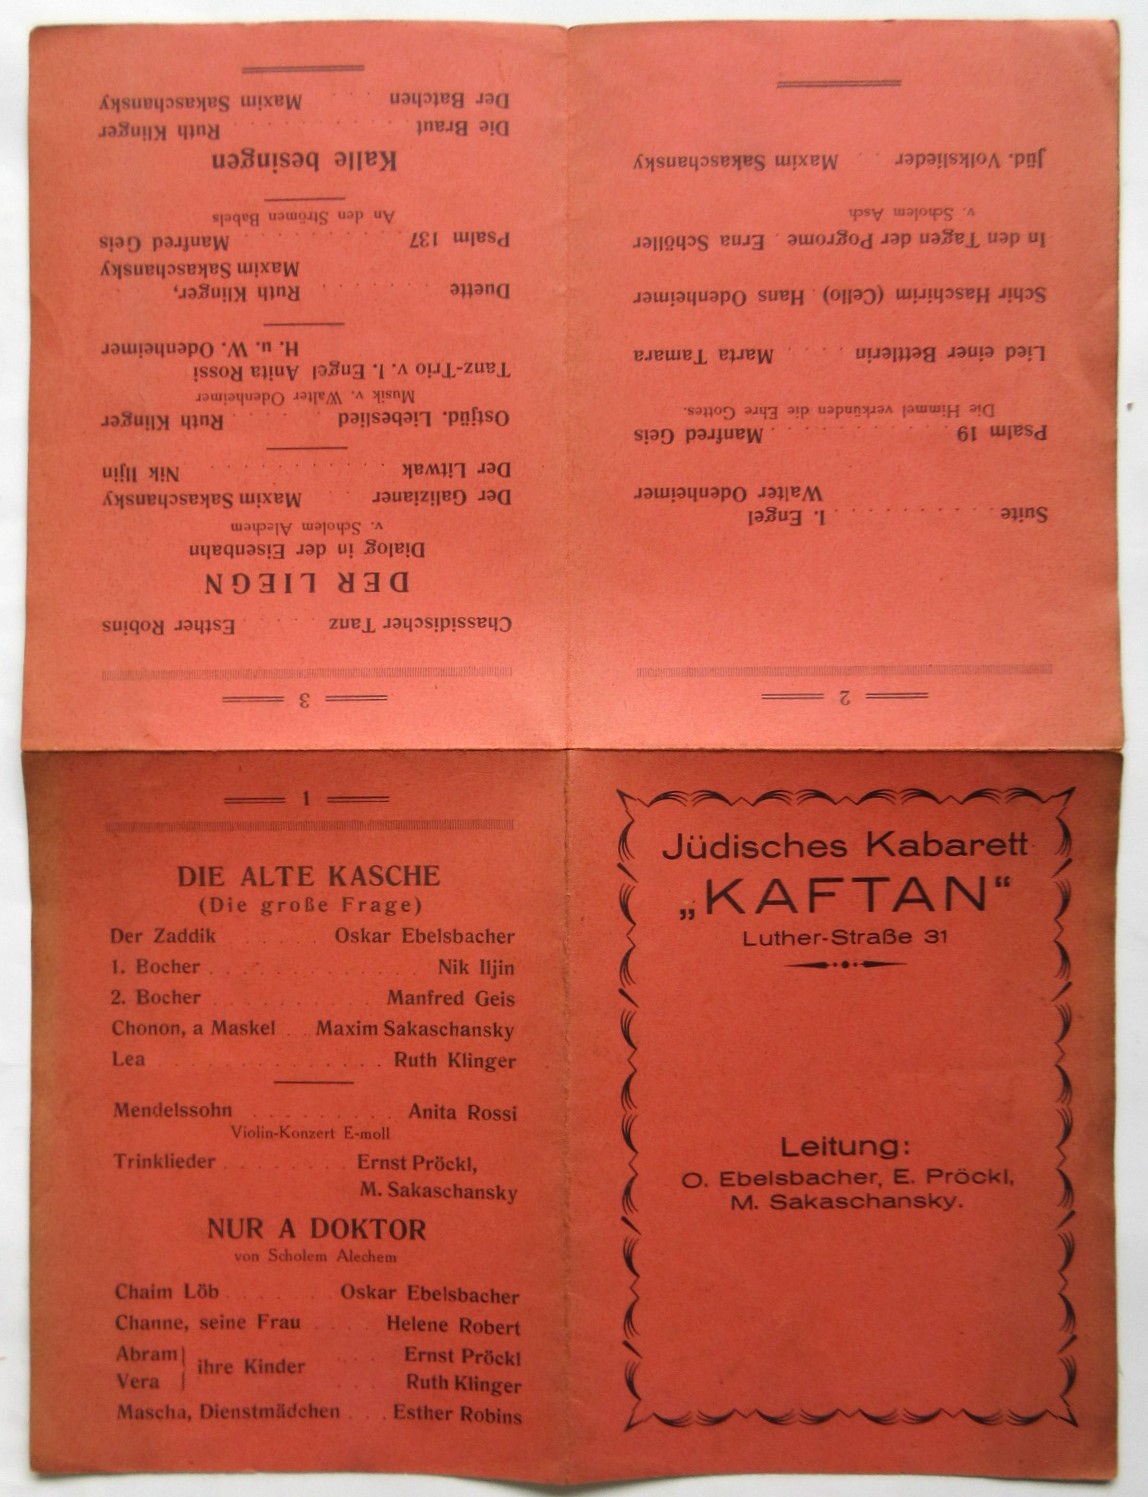 Jüdisches Kabarett
„KAFTAN“
Luther-Straße 31
Leitung:
O. Ebelsbacher, E. Pröckl,
M. Sakaschansky.
1
DIE ALTE KASCHE
(Die große Frage)
Der Zaddik . . . . . . Oskar Ebelsbacher
1. Bocher . . . . . . . . . . Nik Iljin
2. Bocher . . . . . . . . . Manfred Geis
Chonon, a Maskel . . Maxim Sakaschansky
Lea . . . . . . . . . . . . Ruth Klinger
Mendelssohn . . . . . . . . . Anita Rossi
Violin-Konzert E-moll
Trinklieder . . . . . . . . Ernst Pröckl,
M. Sakaschansky
NUR A DOKTOR
von Scholem Alechem
Chaim Löb . . . . . . Oskar Ebelsbacher
Channe, seine Frau . . . . Helene Robert
Abram . . . Ernst Pröckl
ihre Kinder
Vera . . . Ruth Klinger
Mascha, Dienstmädchen . . . Esther Robins
2
Suite . . . . . . . . . . I. Engel
Walter Odenheimer
Psalm 19 . . . . . . . . . . Manfred Geis
Die Himmel verkünden die Ehre Gottes.
Lied einer Bettlerin . . . . Marta Tamara
Schir Haschirim (Cello) . Hans Odenheimer
In den Tagen der Pogrome . Erna Schöller
v. Scholem Asch
Jüd. Volkslieder . . Maxim Sakaschansky
3
Chassidischer Tanz . . . . . Esther Robins
DER LIEGN
Dialog in der Eisenbahn
v. Scholem Alechem
Der Galizianer . . Maxim Sakaschansky
Der Litwak . . . . . . . . . . . Nik Iljin
Ostjüd. Liebeslied . . . . . . Ruth Klinger
Musik v. Walter Odenheimer
Tanz-Trio v. I. Engel Anita Rossi
H. u. W. Odenheimer
Duette . . . . . . . Ruth Klinger,
Maxim Sakaschansky
Psalm 137 . . . . . . . . . . Manfred Geis
An den Strömen Babels
Kalle besingen
Die Braut . . . . . . . . . . . Ruth Klinger
Der Batchen . . . Maxim Sakaschansky